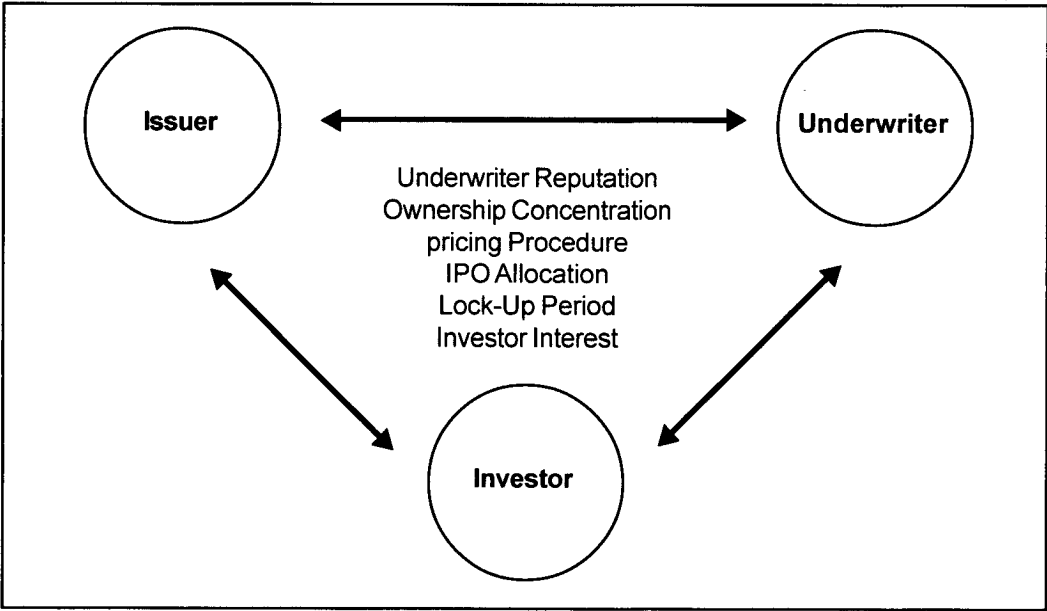 Issuer
Underwriter
Underwriter Reputation
Ownership Concentration
pricing Procedure
IPO Allocation
Lock-Up Period
Investor Interest
Investor